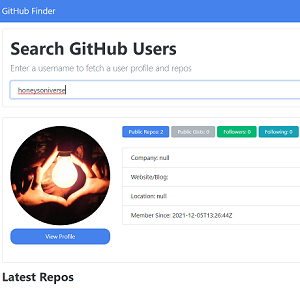 GitHub Finder
Search GitHub Users
Enter a username to fetch a user profile and repos
honeysoniverse
Public Repos: 2 Public Gists: 0 Followers: 0 Following: 0
Company: null
Website/Blog:
Location: null
Member Since: 2021-12-05T13:26:44Z
View Profile
Latest Repos